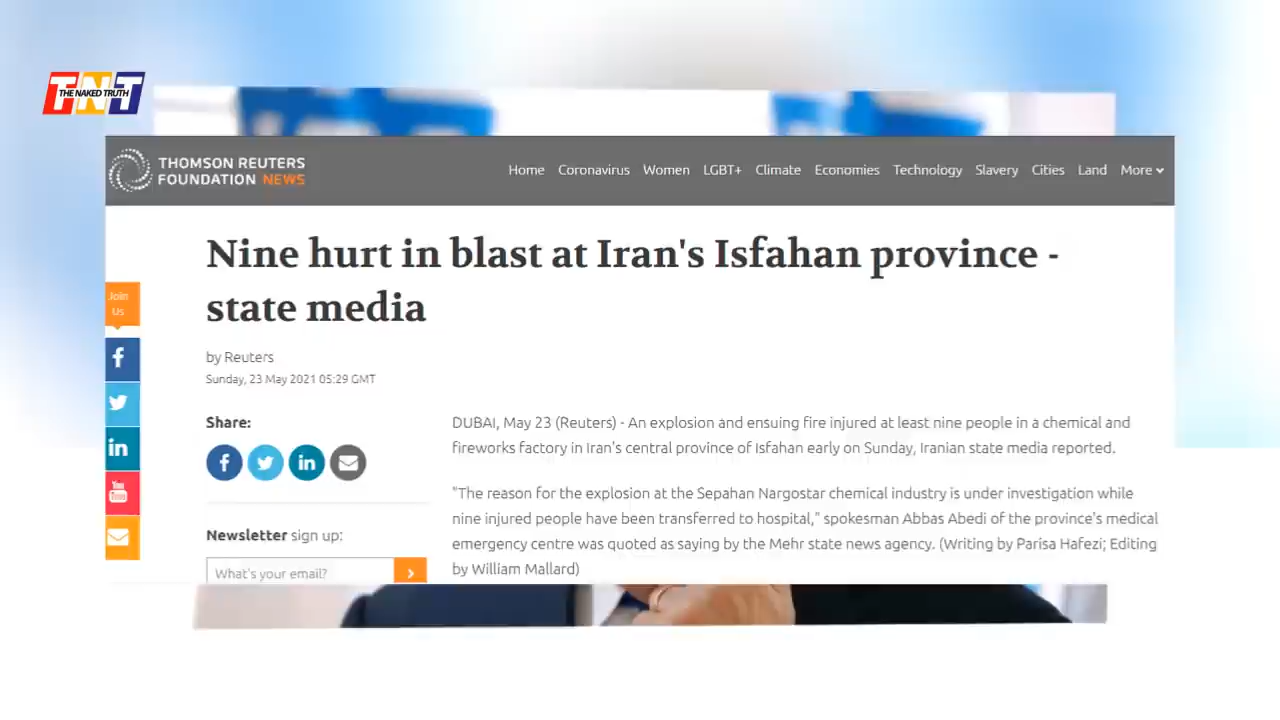 TNT
THE NAKED TRUTH
THOMSON REUTERS
FOUNDATION NEWS
Home Coronavirus Women LGBT+ Climate Economies Technology Slavery Cities Land More
Nine hurt in blast at Iran's Isfahan province -
state media
by Reuters
Sunday, 23 May 2021 05:29 GMT
Join
Us
f
in
You
Tube
Share:
f
in
Newsletter sign up:
What's your email?
DUBAI, May 23 (Reuters) - An explosion and ensuing fire injured at least nine people in a chemical and
fireworks factory in Iran's central province of Isfahan early on Sunday, Iranian state media reported.
"The reason for the explosion at the Sepahan Nargostar chemical industry is under investigation while
nine injured people have been transferred to hospital," spokesman Abbas Abedi of the province's medical
emergency centre was quoted as saying by the Mehr state news agency. (Writing by Parisa Hafezi; Editing
by William Mallard)